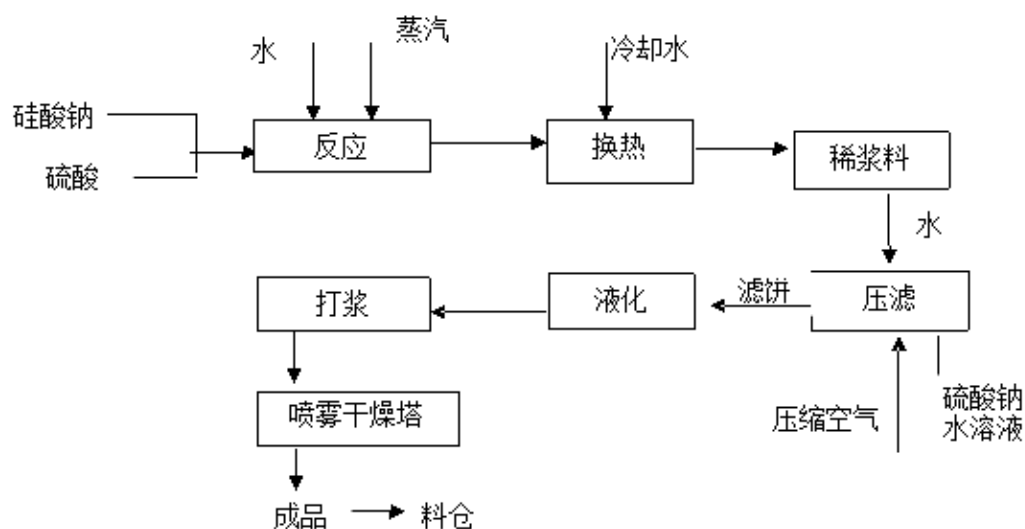 水
蒸汽
冷却水
硅酸钠
硫酸
反应
换热
稀浆料
水
打浆
液化
滤饼
压滤
喷雾干燥塔
压缩空气
硫酸钠
水溶液
成品
料仓